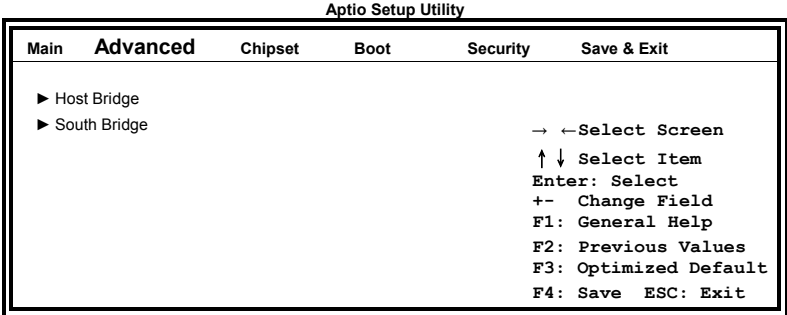 Aptio Setup Utility
Main Advanced Chipset Boot Security Save & Exit
► Host Bridge
► South Bridge
→ ←Select Screen
↑↓ Select Item
Enter: Select
+- Change Field
F1: General Help
F2: Previous Values
F3: Optimized Default
F4: Save ESC: Exit